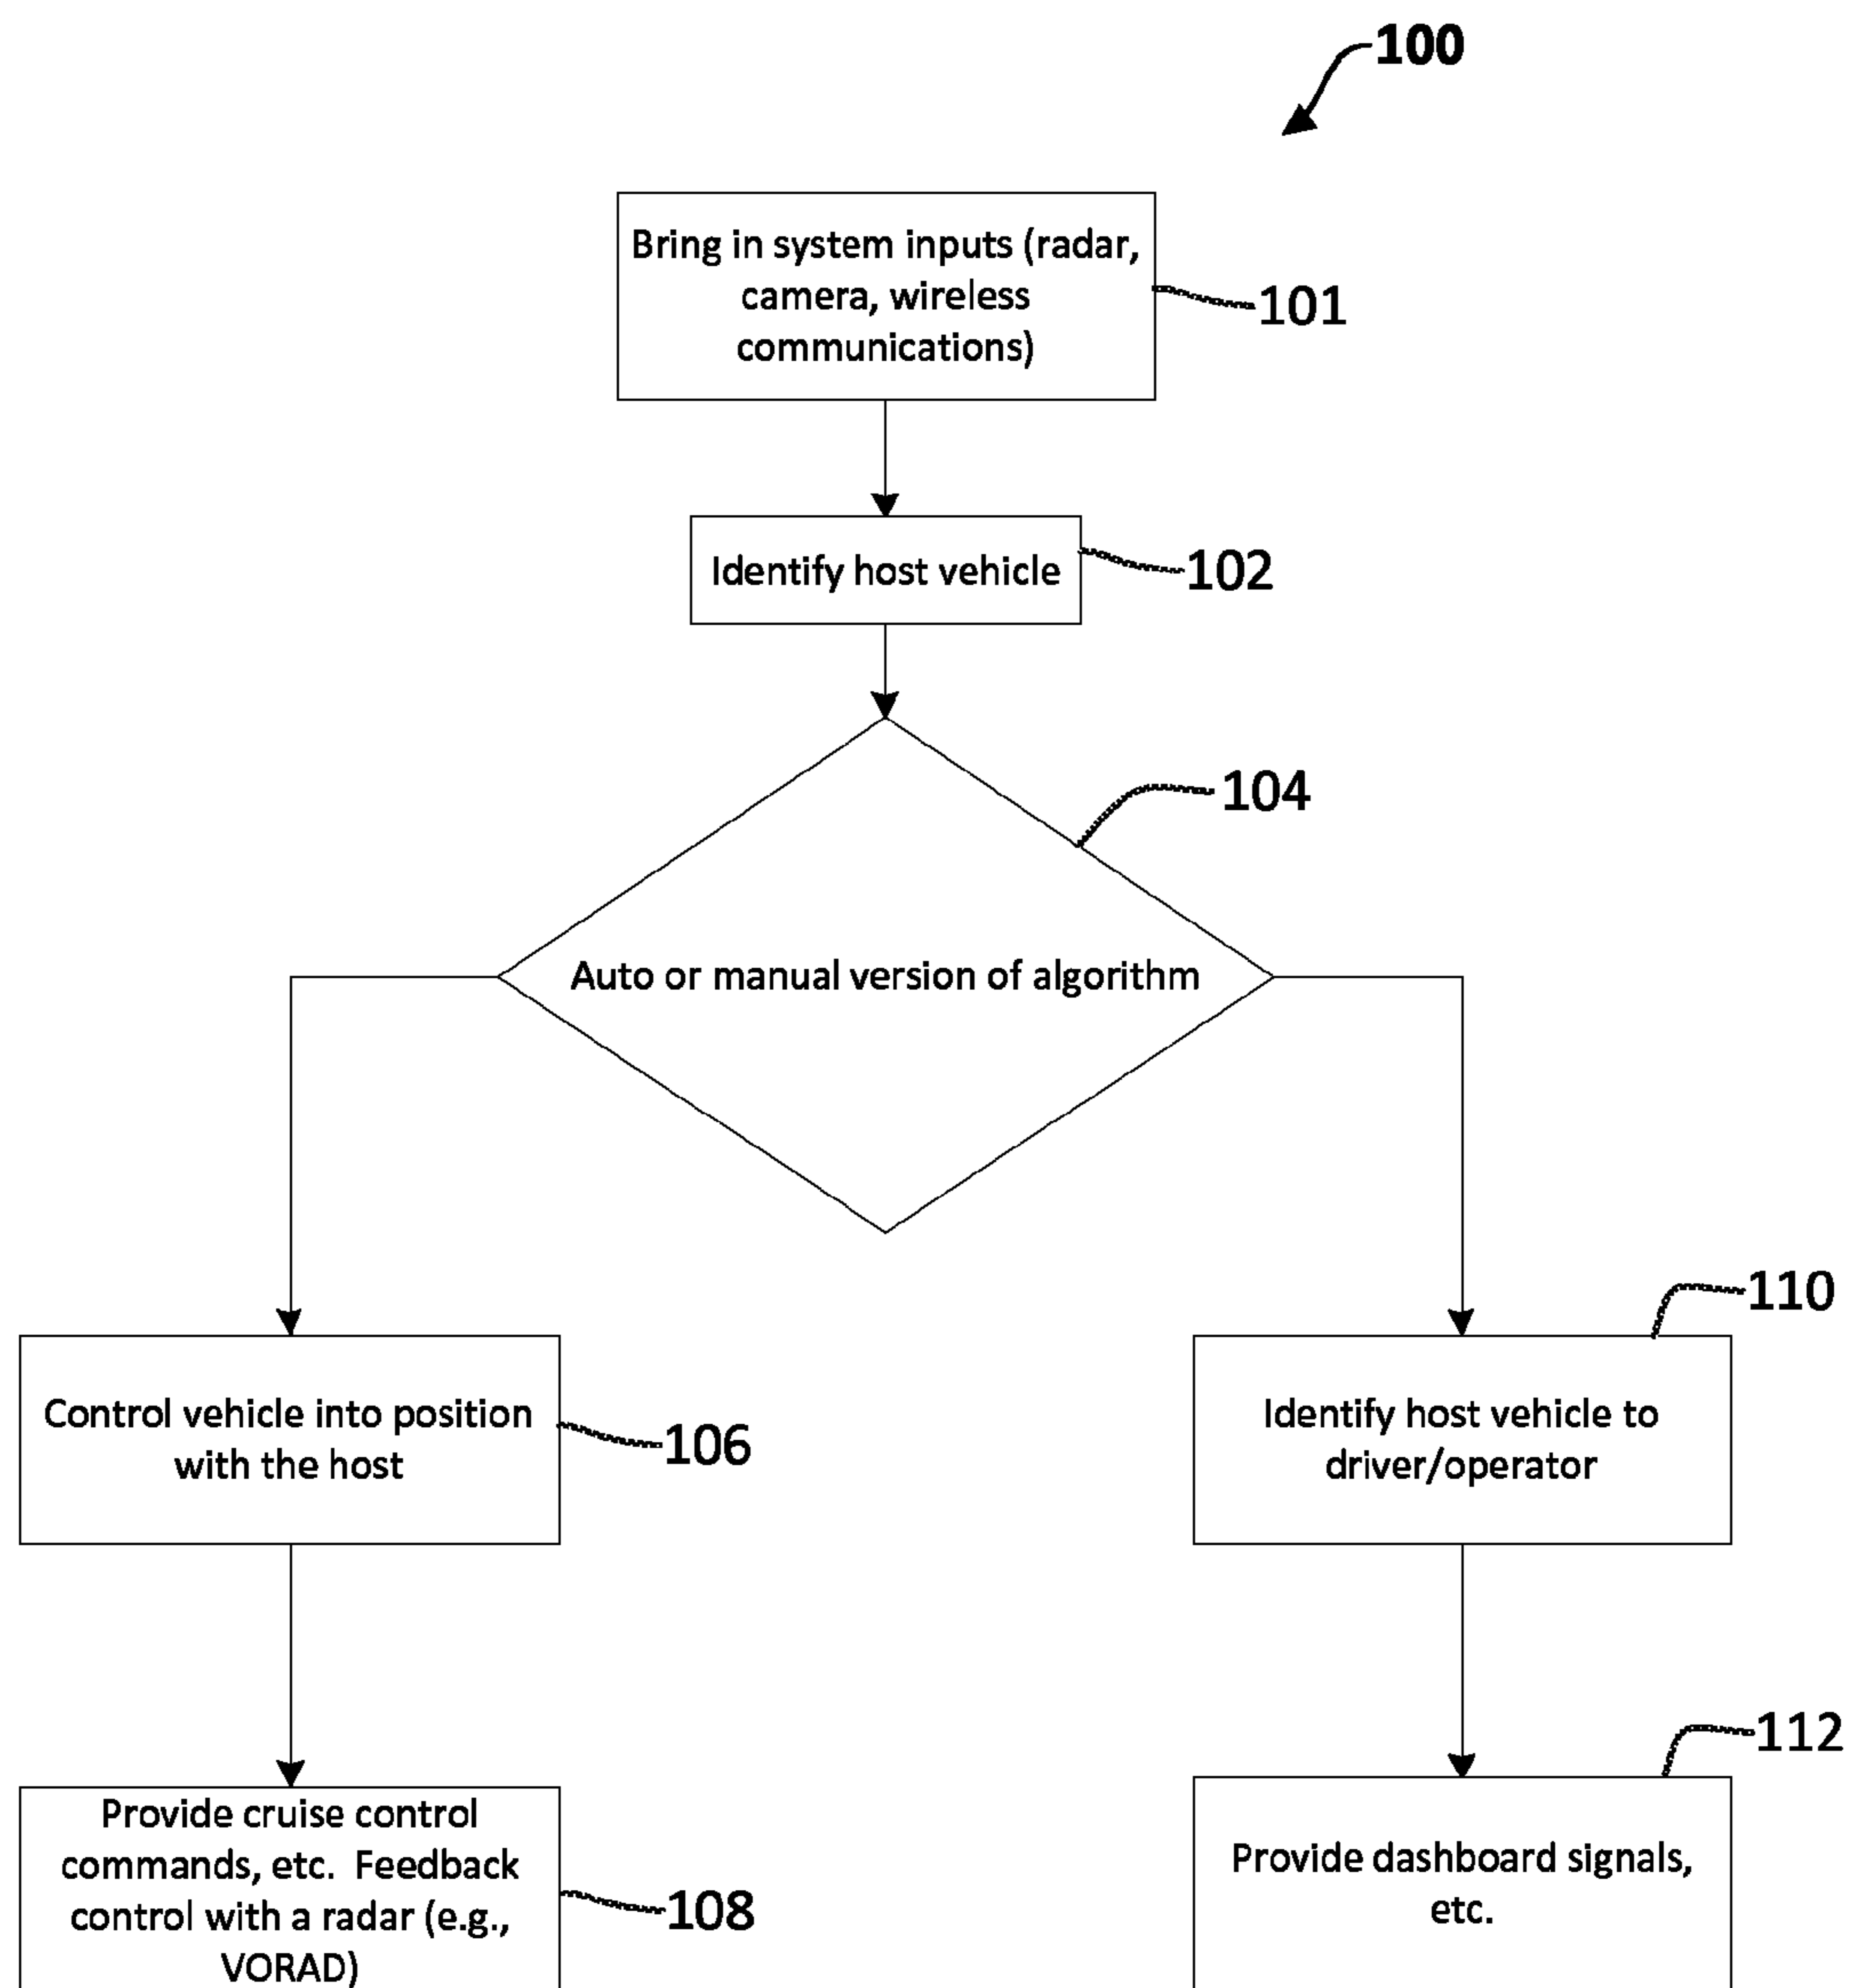 100
Bring in system inputs (radar,
camera, wireless
communications)
101
Identify host vehicle
102
104
Auto or manual version of algorithm
110
Control vehicle into position
with the host
106
Identify host vehicle to
driver/operator
112
Provide cruise control
commands, etc.  Feedback
control with a radar (e.g.,
VORAD)
108
Provide dashboard signals,
etc.